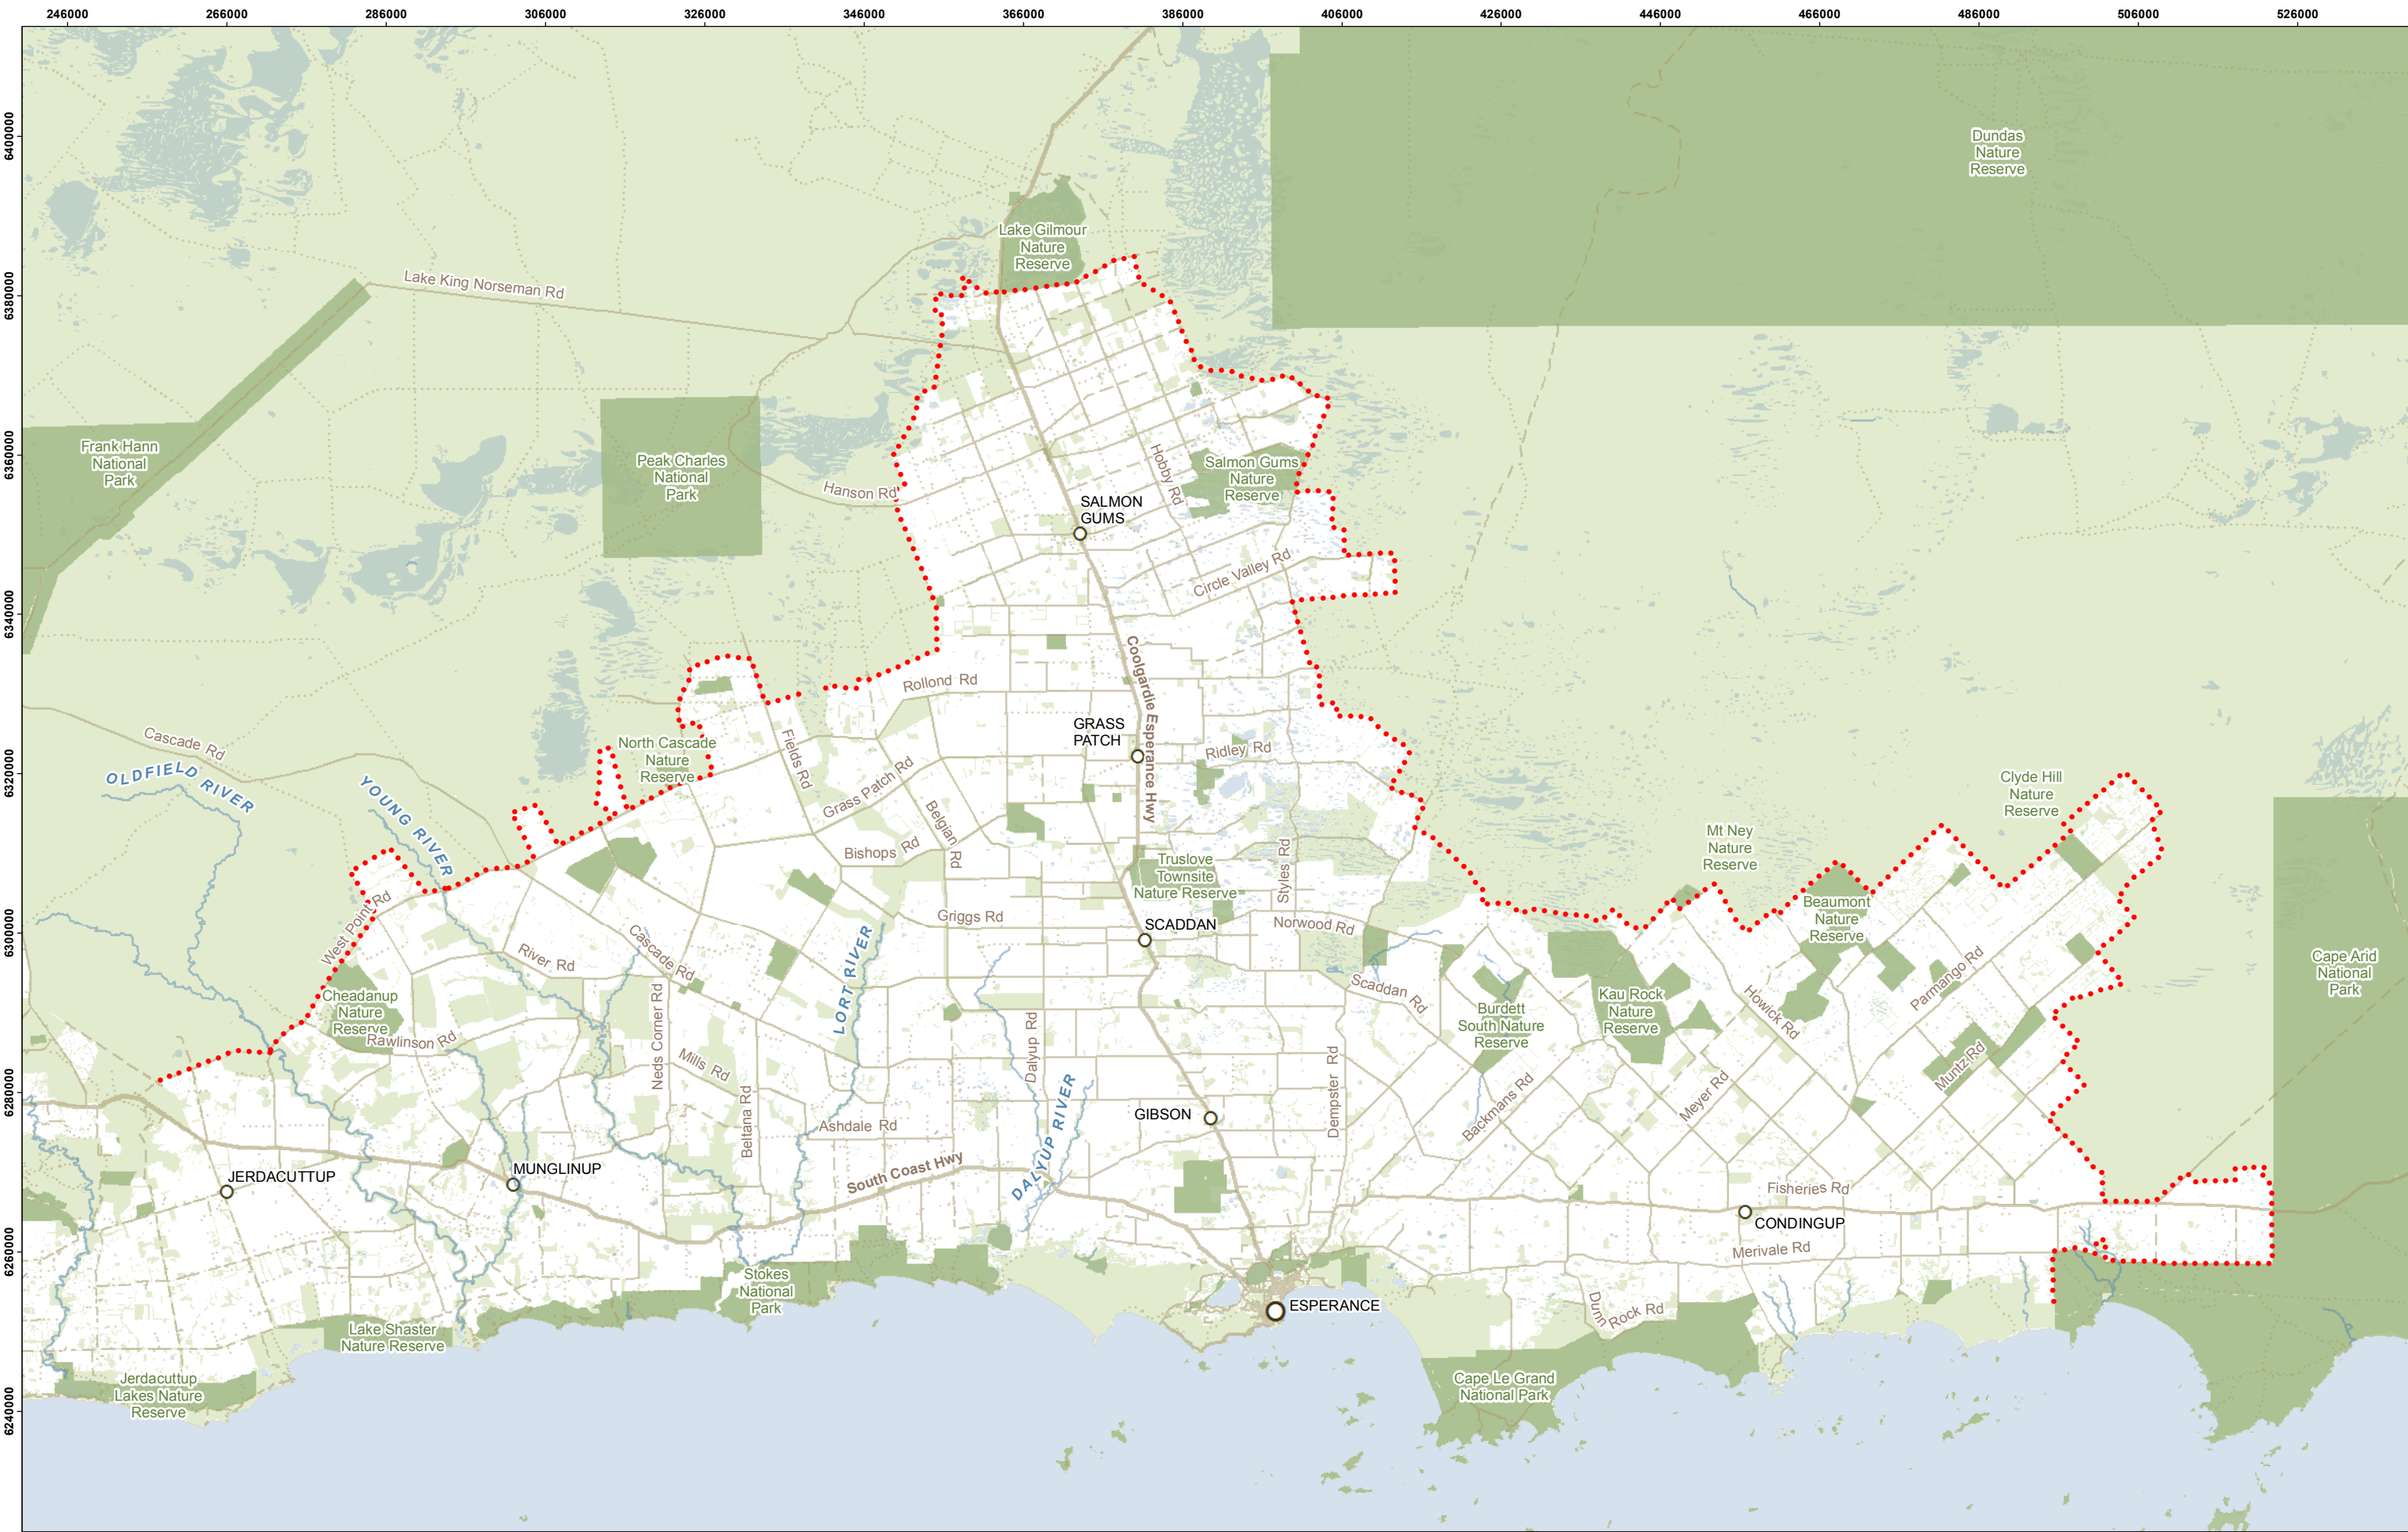 246000 266000 286000 306000 326000 346000 366000 386000 406000 426000 446000 466000 486000 506000 526000
6400000
6380000
6360000
6340000
6320000
6300000
6280000
6260000
6240000
Dundas
Nature
Reserve
Lake Gilmour
Nature
Reserve
Lake King Norseman Rd
Frank Hann
National
Park
Peak Charles
National
Park
Hanson Rd
Hobby Rd
Salmon Gums
Nature
Reserve
SALMON
GUMS
Circle Valley Rd
Coolgardie Esperance Hwy
Rollond Rd
GRASS
PATCH
Ridley Rd
Cascade Rd
North Cascade
Nature
Reserve
Fields Rd
Grass Patch Rd
OLDFIELD RIVER
YOUNG RIVER
Belgian Rd
Bishops Rd
Truslove
Townsite
Nature Reserve
Styles Rd
Clyde Hill
Nature
Reserve
Mt Ney
Nature
Reserve
Beaumont
Nature
Reserve
West Point Rd
River Rd
Cascade Rd
LORT RIVER
Griggs Rd
SCADDAN
Norwood Rd
Scaddan Rd
Parmango Rd
Cape Arid
National
Park
Cheadanup
Nature
Reserve
Rawlinson Rd
Neds Corner Rd
Mills Rd
Dalyup Rd
Burdett
South Nature
Reserve
Kau Rock
Nature
Reserve
Howick Rd
Muntz Rd
Beltana Rd
Ashdale Rd
DALYUP RIVER
GIBSON
Dempster Rd
Backmans Rd
Meyer Rd
JERDACUTTUP
MUNGLINUP
South Coast Hwy
Fisheries Rd
CONDINGUP
Merivale Rd
Stokes
National
Park
ESPERANCE
Dunn
Rock Rd
Lake Shaster
Nature Reserve
Jerdacuttup
Lakes Nature
Reserve
Cape Le Grand
National Park